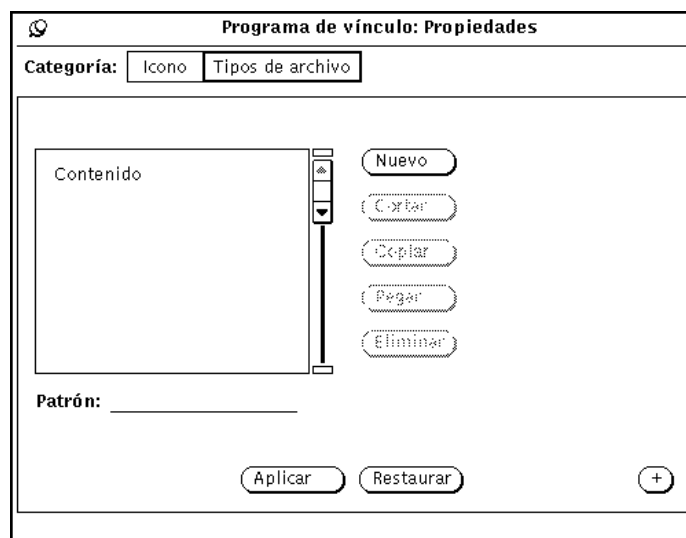 Programa de vínculo: Propiedades
Categoría: Icono Tipos de archivo
Contenido
Nuevo
Cortar
Copiar
Pegar
Eliminar
Patrón:
Aplicar Restaurar +